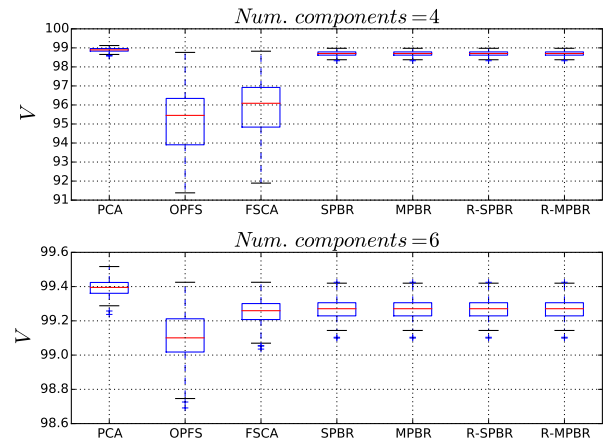 Num. components=4
100
99
98
97
96
95
94
93
92
91
V
PCA OPFS FSCA SPBR MPBR R-SPBR R-MPBR
Num. components=6
99.6
99.4
99.2
99.0
98.8
98.6
V
PCA OPFS FSCA SPBR MPBR R-SPBR R-MPBR